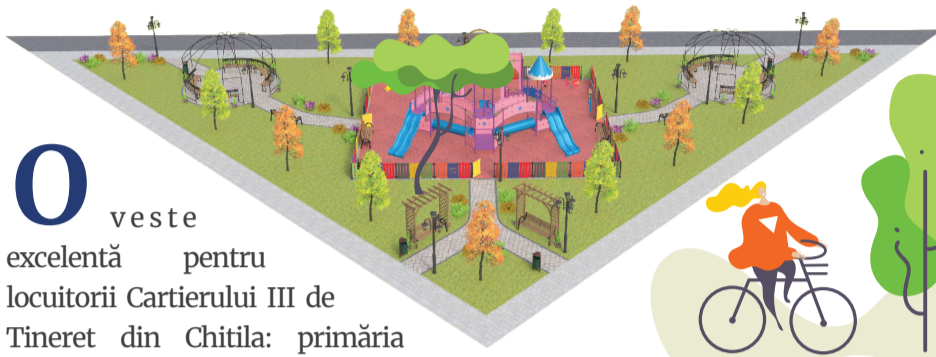 O veste
excelentă pentru
locuitorii Cartierului III de
Tineret din Chitila: primăria